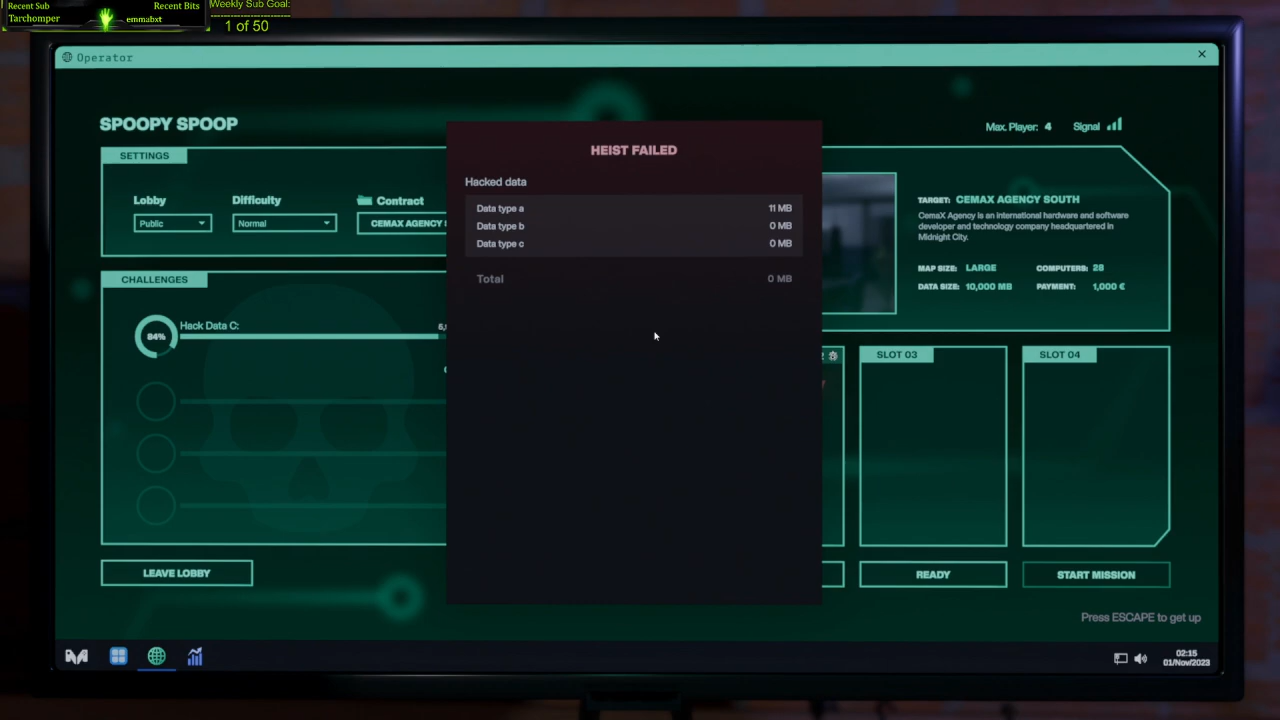 Recent Sub
Recent Bits
Tarchomper
emmabxt
Weekly Sub Goal:
1 of 50
Operator
SPOOPY SPOOP
Max. Player: 4
Signal
SETTINGS
Lobby
Difficulty
Contract
Public
Normal
CEMAX AGENCY
HEIST FAILED
Hacked data
Data type a
11 MB
Data type b
0 MB
Data type c
0 MB
Total
0 MB
TARGET: CEMAX AGENCY SOUTH
CemaX Agency is an international hardware and software
developer and technology company headquartered in
Midnight City.
MAP SIZE: LARGE
COMPUTERS: 28
DATA SIZE: 10,000 MB
PAYMENT: 1,000 €
CHALLENGES
84%
Hack Data C:
SLOT 03
SLOT 04
LEAVE LOBBY
READY
START MISSION
Press ESCAPE to get up
02:15
01/Nov/2023